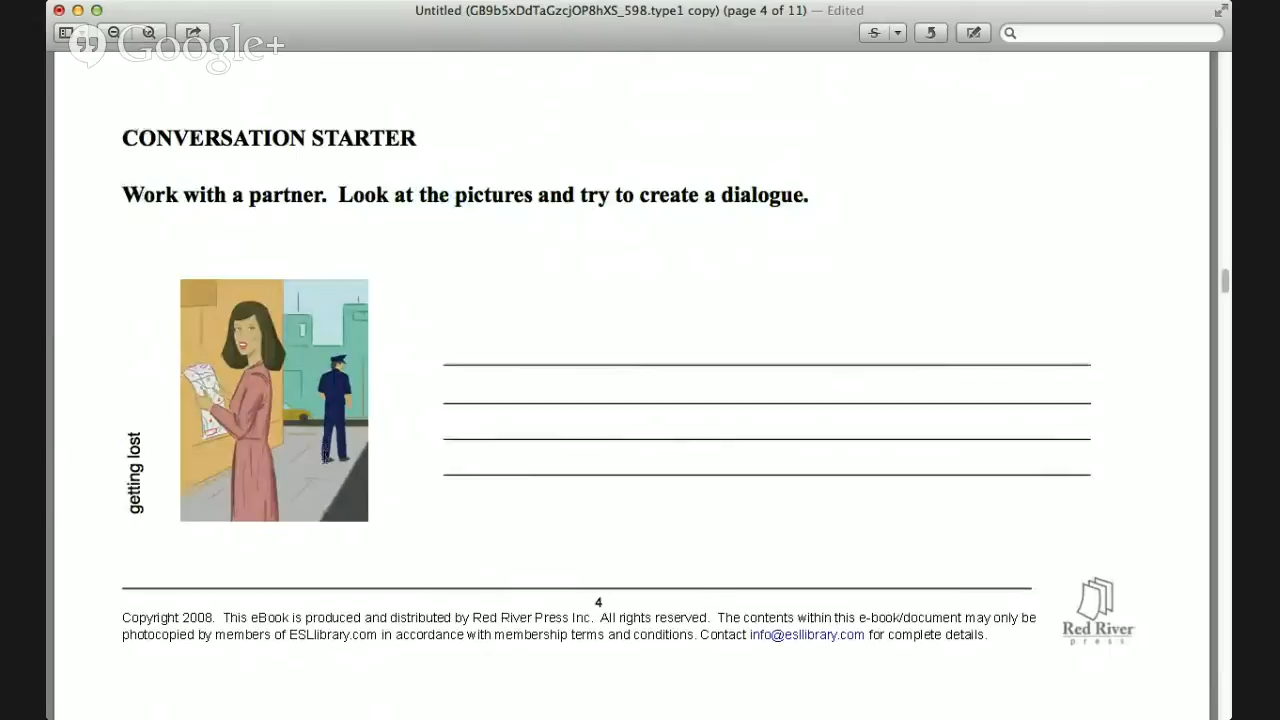 Untitled (G89b5xDdTaGzcjOP8hXS_598.type1 copy) (page 4 of 11) — Edited
Google+
CONVERSATION STARTER
Work with a partner. Look at the pictures and try to create a dialogue.
getting lost
4
Copyright 2008. This eBook is produced and distributed by Red River Press Inc. All rights reserved. The contents within this e-book/document may only be
photocopied by members of ESLlibrary.com in accordance with membership terms and conditions. Contact info@esllibrary.com for complete details.
Red River
press